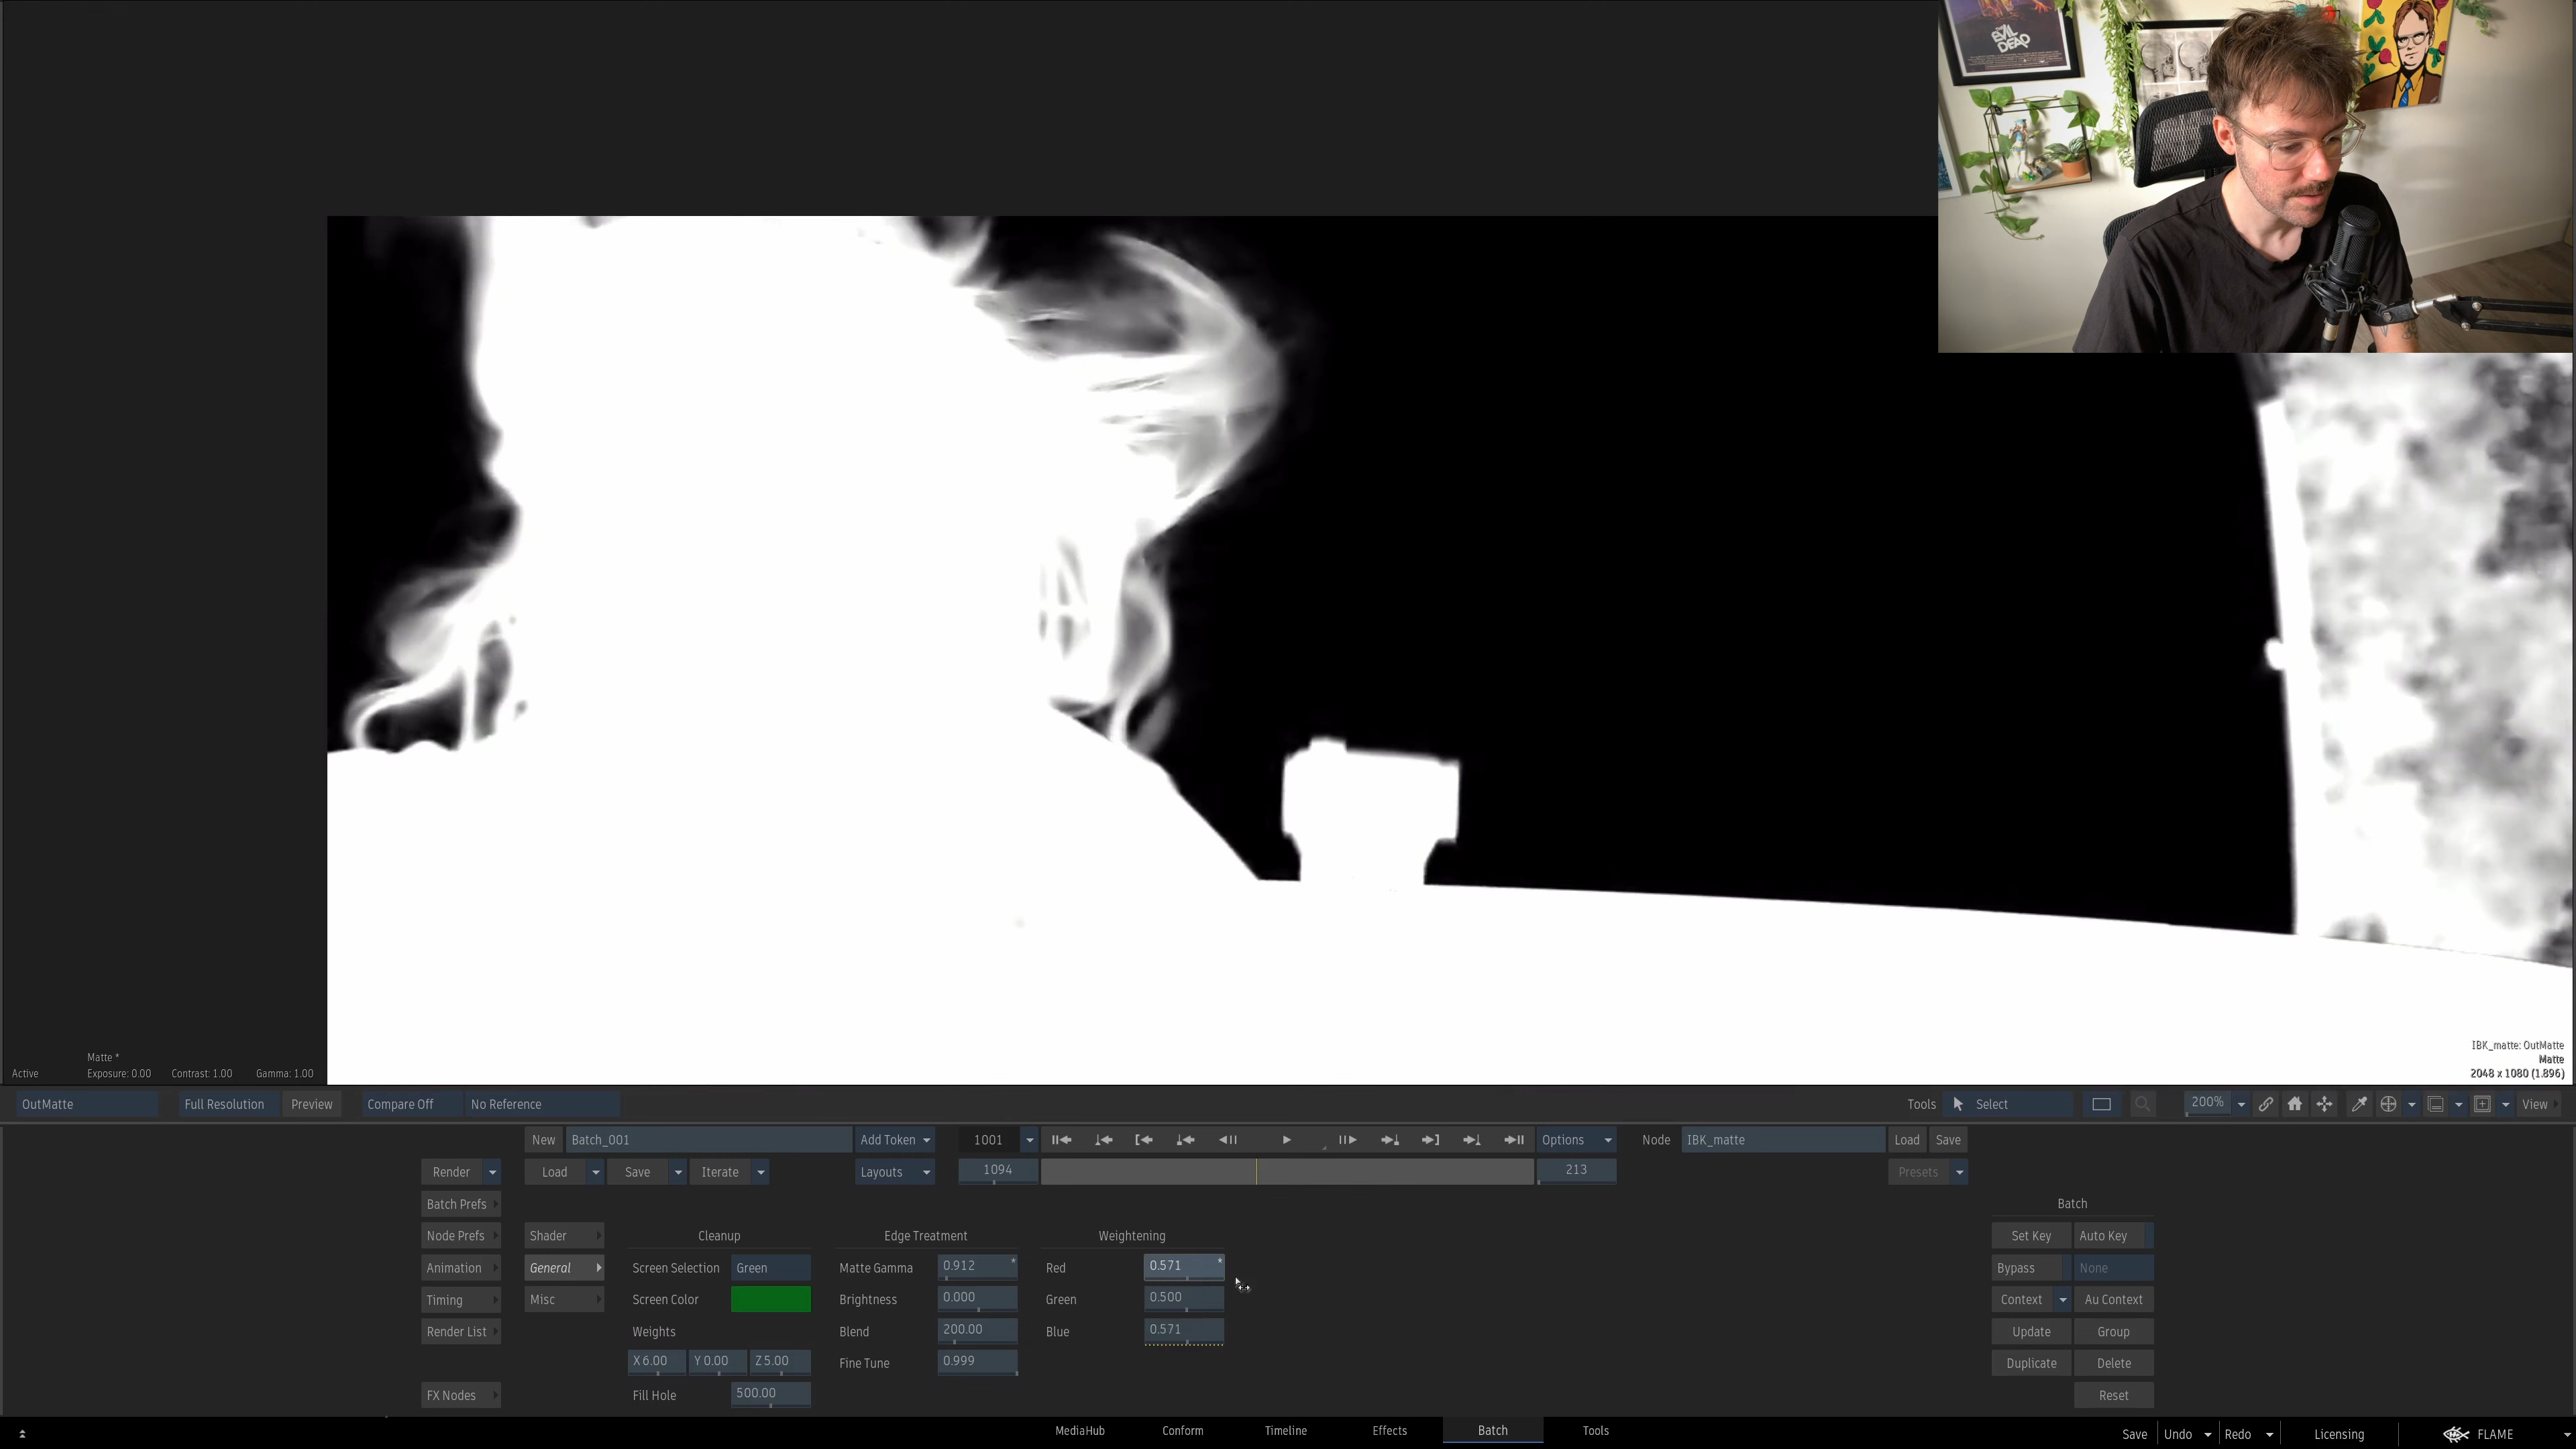 EVIL
DEAD
IBK_matte: OutMatte
Matte
2048 x 1080 (1.896)
Matte *
Active Exposure: 0.00 Contrast: 1.00 Gamma: 1.00
OutMatte Full Resolution Preview Compare Off No Reference Tools Select 200% View
New Batch_001 Add Token 1001 Options Node IBK_matte Load Save
Render Load Save Iterate Layouts 1094 213 Presets
Batch Prefs Batch
Node Prefs Shader Cleanup Edge Treatment Weightening Set Key Auto Key
Animation General Screen Selection Green Matte Gamma 0.912 * Red 0.571 * Bypass None
Timing Misc Screen Color Brightness 0.000 Green 0.500 Context Au Context
Render List Weights Blend 200.00 Blue 0.571 Update Group
X 6.00 Y 0.00 Z 5.00 Fine Tune 0.999 Duplicate Delete
FX Nodes Fill Hole 500.00 Reset
MediaHub Conform Timeline Effects Batch Tools Save Undo Redo Licensing FLAME